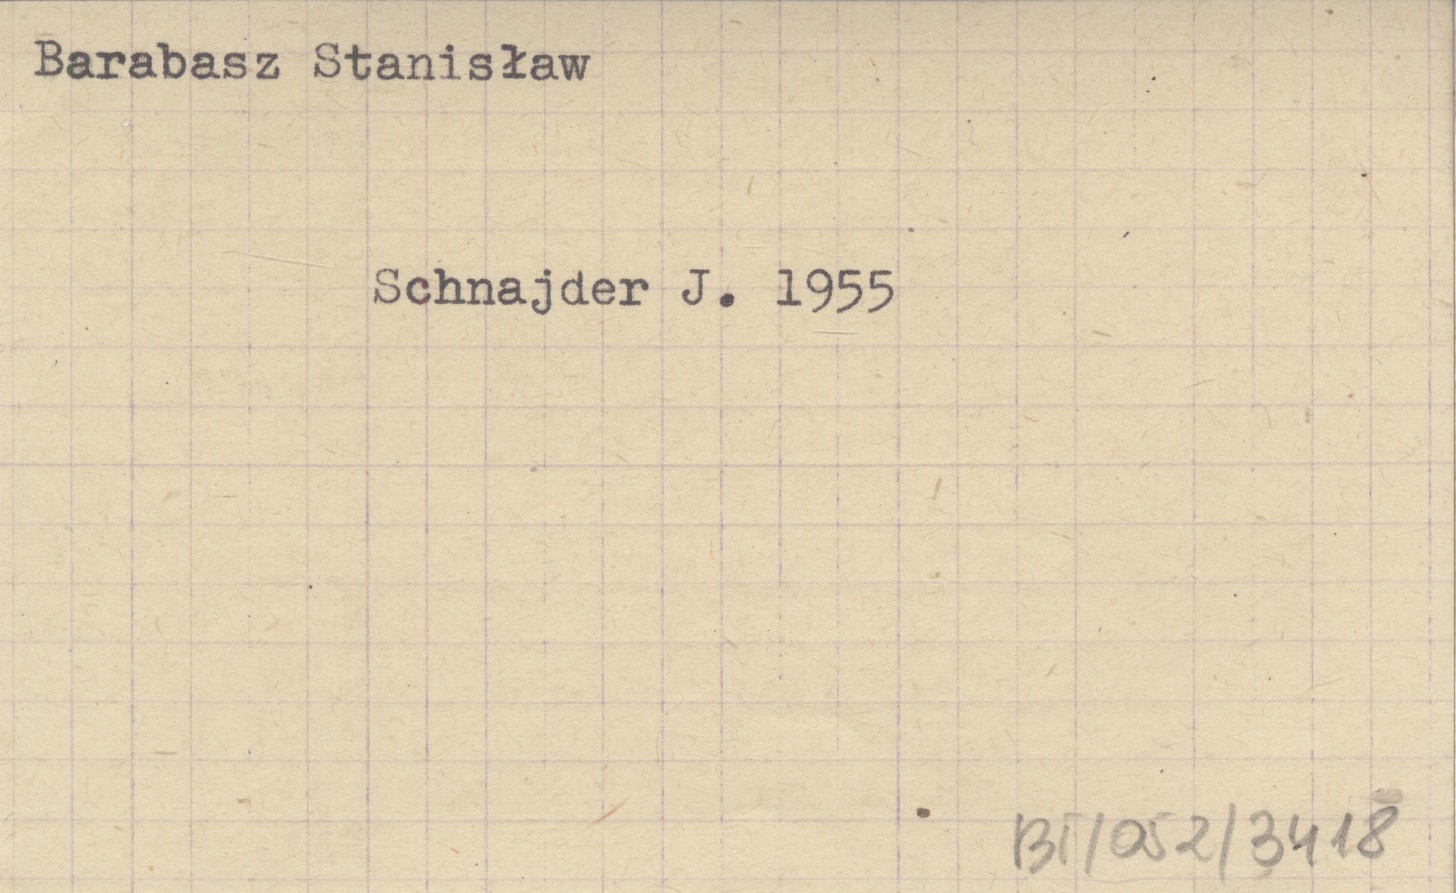 Barabasz Stanisław
Schnajder J. 1955
BI/052/3418